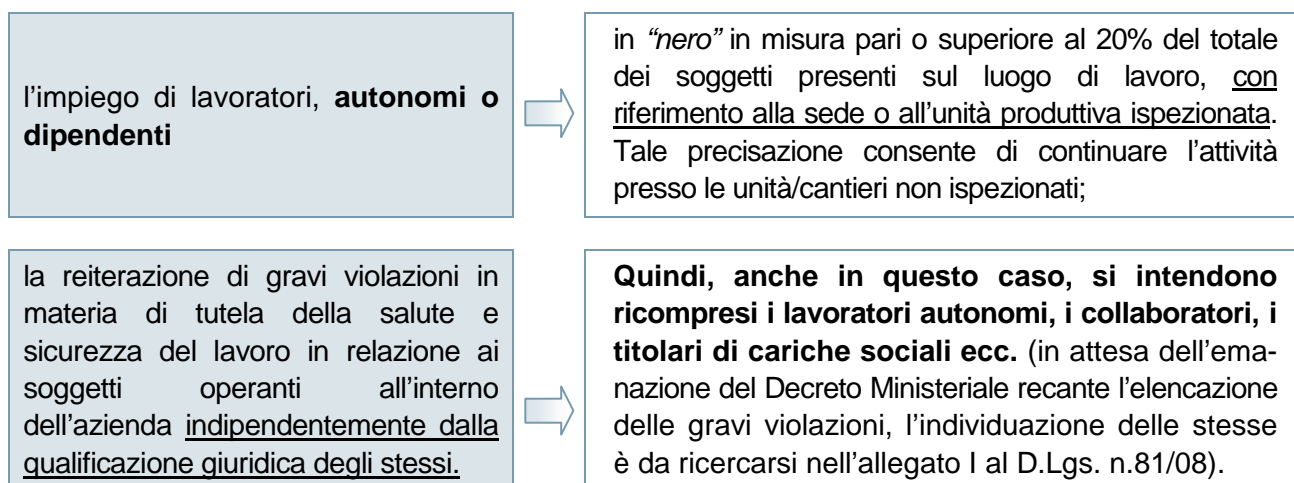 l'impiego di lavoratori, autonomi o
dipendenti
in "nero" in misura pari o superiore al 20% del totale
dei soggetti presenti sul luogo di lavoro, con
riferimento alla sede o all'unità produttiva ispezionata.
Tale precisazione consente di continuare l'attività
presso le unità/cantieri non ispezionati;
la reiterazione di gravi violazioni in
materia di tutela della salute e
sicurezza del lavoro in relazione ai
soggetti operanti all'interno
dell'azienda indipendentemente dalla
qualificazione giuridica degli stessi.
Quindi, anche in questo caso, si intendono
ricompresi i lavoratori autonomi, i collaboratori, i
titolari di cariche sociali ecc. (in attesa dell'ema-
nazione del Decreto Ministeriale recante l'elencazione
delle gravi violazioni, l'individuazione delle stesse
è da ricercarsi nell'allegato I al D.Lgs. n.81/08).